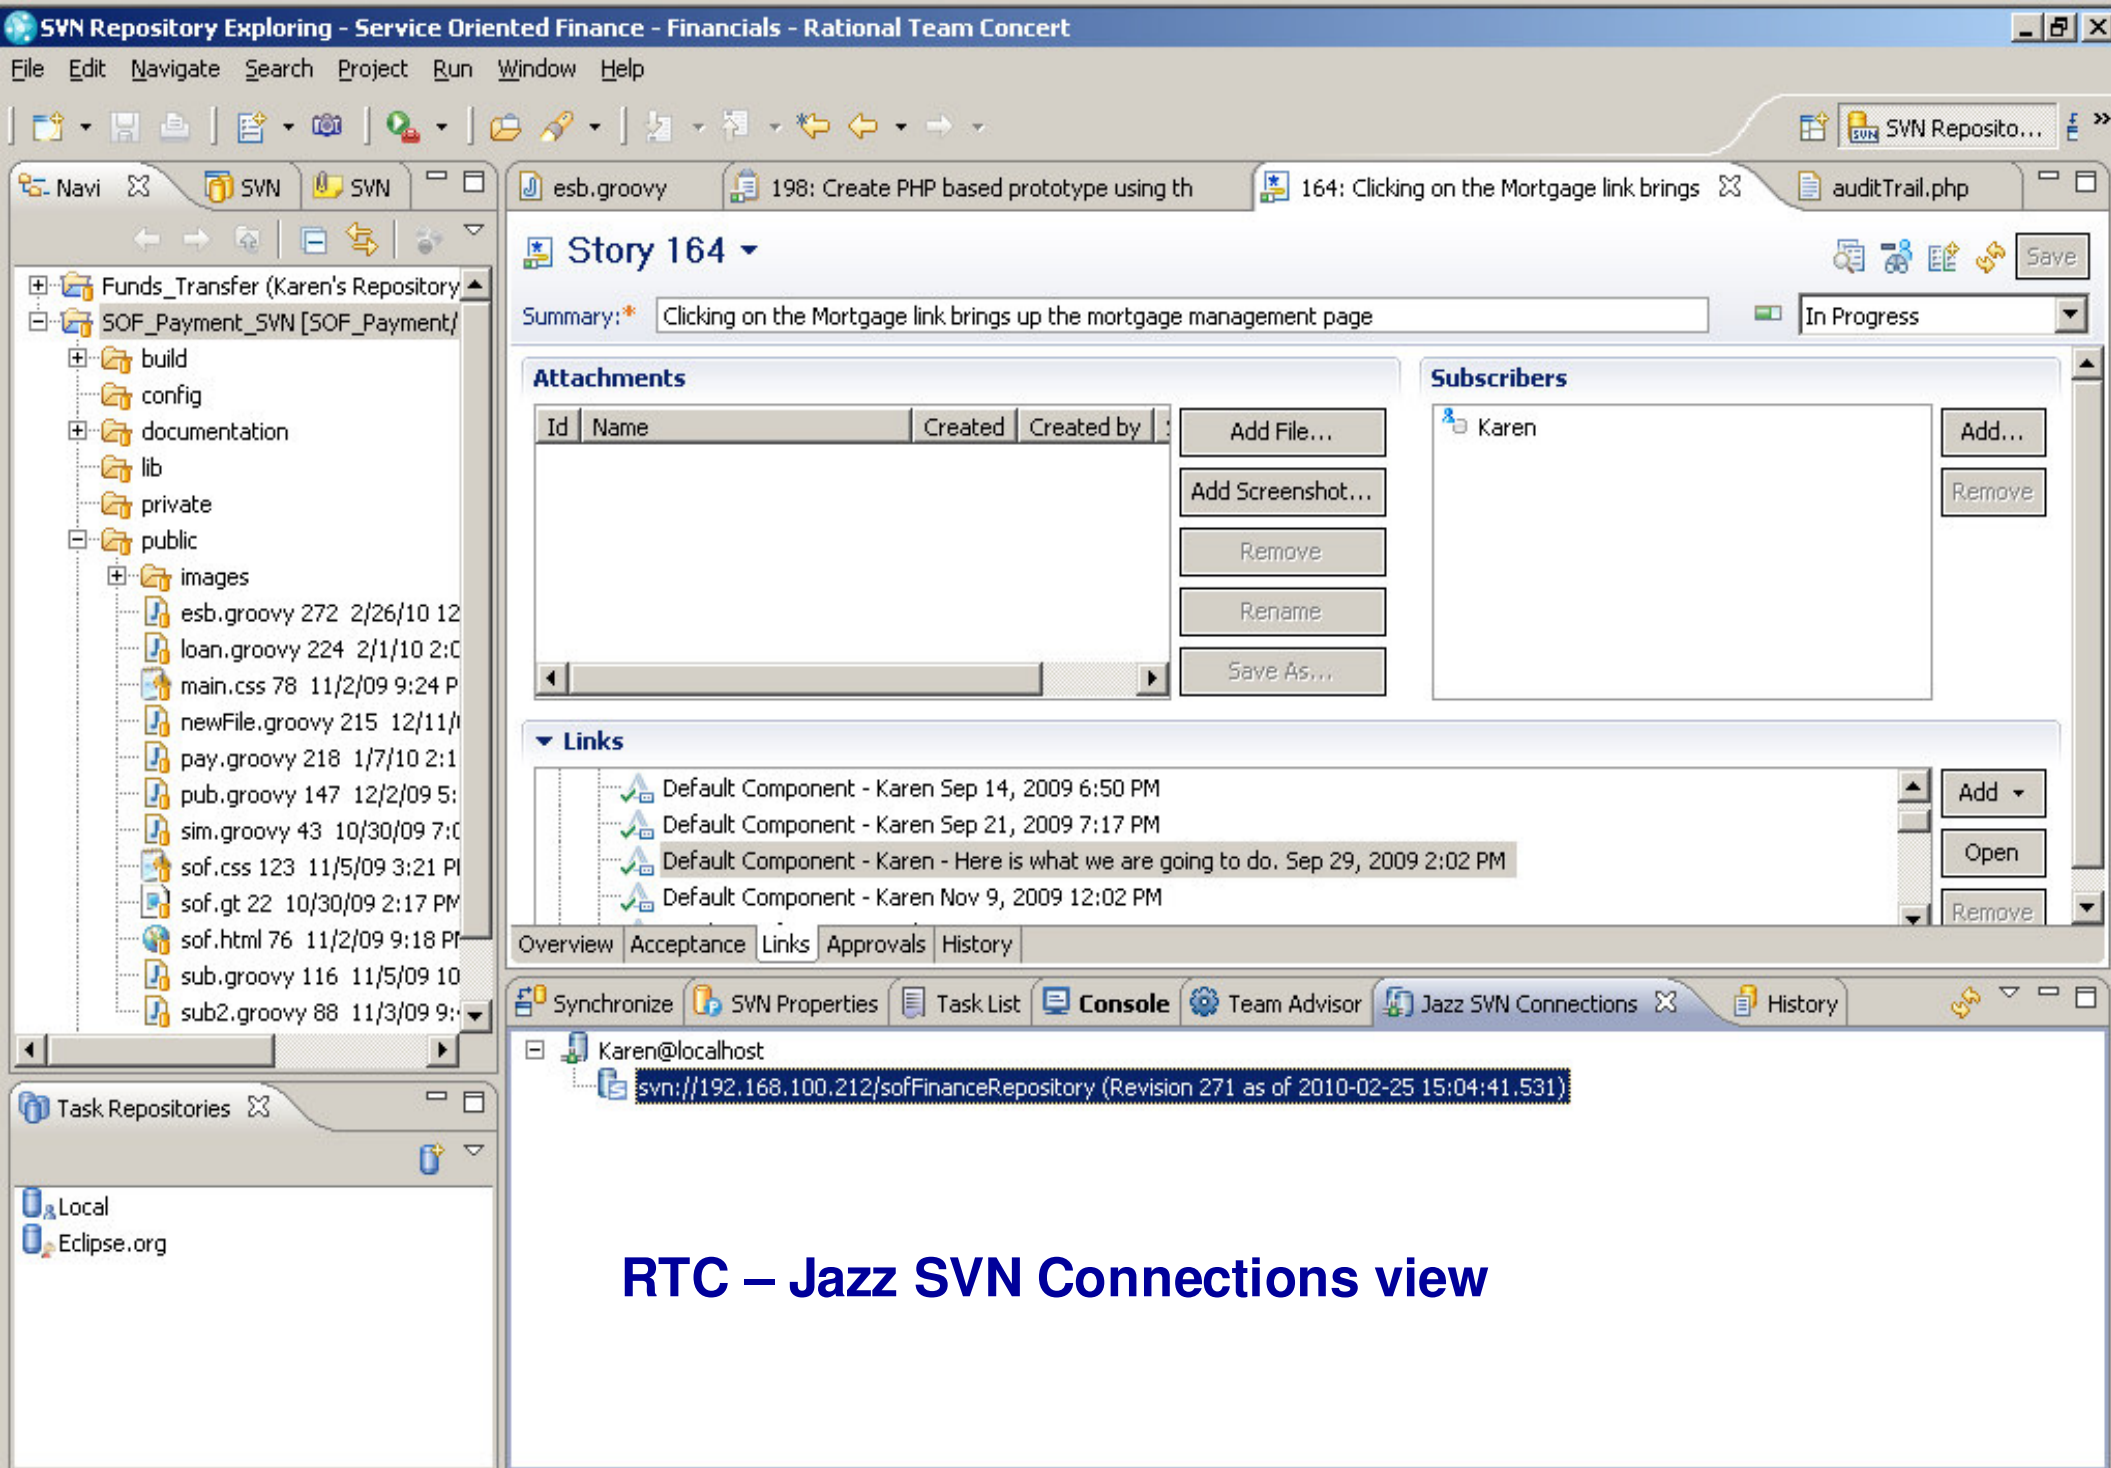 SVN Repository Exploring - Service Oriented Finance - Financials - Rational Team Concert
File Edit Navigate Search Project Run Window Help
SVN Reposito...
Navi SVN SVN
esb.groovy 198: Create PHP based prototype using th 164: Clicking on the Mortgage link brings auditTrail.php
Story 164
Save
Summary:* Clicking on the Mortgage link brings up the mortgage management page In Progress
Funds_Transfer (Karen's Repository
SOF_Payment_SVN [SOF_Payment/
build
config
documentation
lib
private
public
images
esb.groovy 272 2/26/10 12
loan.groovy 224 2/1/10 2:0
main.css 78 11/2/09 9:24 P
newFile.groovy 215 12/11/
pay.groovy 218 1/7/10 2:1
pub.groovy 147 12/2/09 5:
sim.groovy 43 10/30/09 7:0
sof.css 123 11/5/09 3:21 P
sof.gt 22 10/30/09 2:17 PM
sof.html 76 11/2/09 9:18 P
sub.groovy 116 11/5/09 10
sub2.groovy 88 11/3/09 9:
Attachments
Id Name Created Created by
Add File...
Add Screenshot...
Remove
Rename
Save As...
Subscribers
Karen
Add...
Remove
Links
Default Component - Karen Sep 14, 2009 6:50 PM
Default Component - Karen Sep 21, 2009 7:17 PM
Default Component - Karen - Here is what we are going to do. Sep 29, 2009 2:02 PM
Default Component - Karen Nov 9, 2009 12:02 PM
Add
Open
Remove
Overview Acceptance Links Approvals History
Synchronize SVN Properties Task List Console Team Advisor Jazz SVN Connections History
Karen@localhost
svn://192.168.100.212/sofFinanceRepository (Revision 271 as of 2010-02-25 15:04:41.531)
Task Repositories
Local
Eclipse.org
RTC – Jazz SVN Connections view